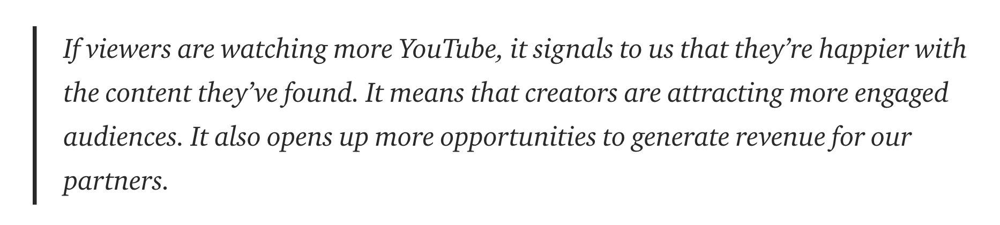 If viewers are watching more YouTube, it signals to us that they’re happier with
the content they’ve found. It means that creators are attracting more engaged
audiences. It also opens up more opportunities to generate revenue for our
partners.